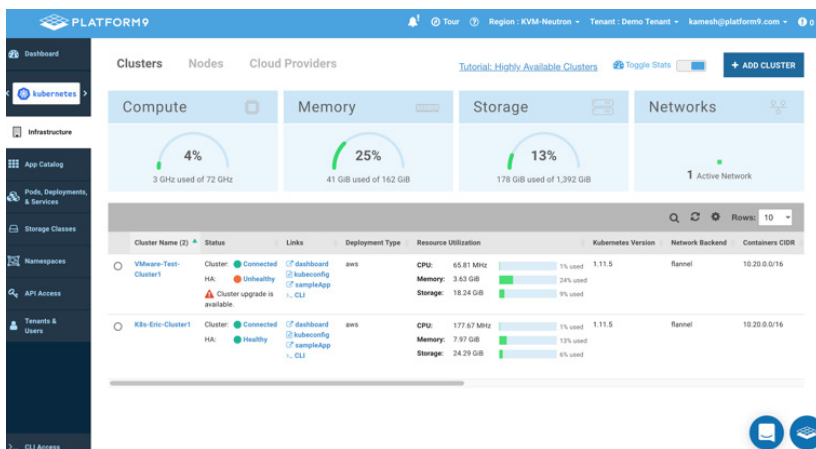 PLATFORM9
Tour Region : KVM-Neutron Tenant : Demo Tenant kamesh@platform9.com 0
Dashboard
kubernetes
Infrastructure
App Catalog
Pods, Deployments,
& Services
Storage Classes
Namespaces
API Access
Tenants &
Users
CLI Access
Clusters Nodes Cloud Providers
Tutorial: Highly Available Clusters Toggle Stats + ADD CLUSTER
Compute Memory Storage Networks
4% 25% 13%
3 GHz used of 72 GHz 41 GiB used of 162 GiB 178 GiB used of 1,392 GiB 1 Active Network
Rows: 10
Cluster Name (2) Status Links Deployment Type Resource Utilization Kubernetes Version Network Backend Containers CIDR
VMware-Test- Cluster: Connected dashboard aws CPU: 65.81 MHz 1% used 1.11.5 flannel 10.20.0.0/16
Cluster1 HA: Unhealthy kubeconfig Memory: 3.63 GiB 24% used
Cluster upgrade is sampleApp Storage: 18.24 GiB 9% used
available. CLI
K8s-Eric-Cluster1 Cluster: Connected dashboard aws CPU: 177.67 MHz 1% used 1.11.5 flannel 10.20.0.0/16
HA: Healthy kubeconfig Memory: 7.97 GiB 13% used
sampleApp Storage: 24.29 GiB 6% used
CLI